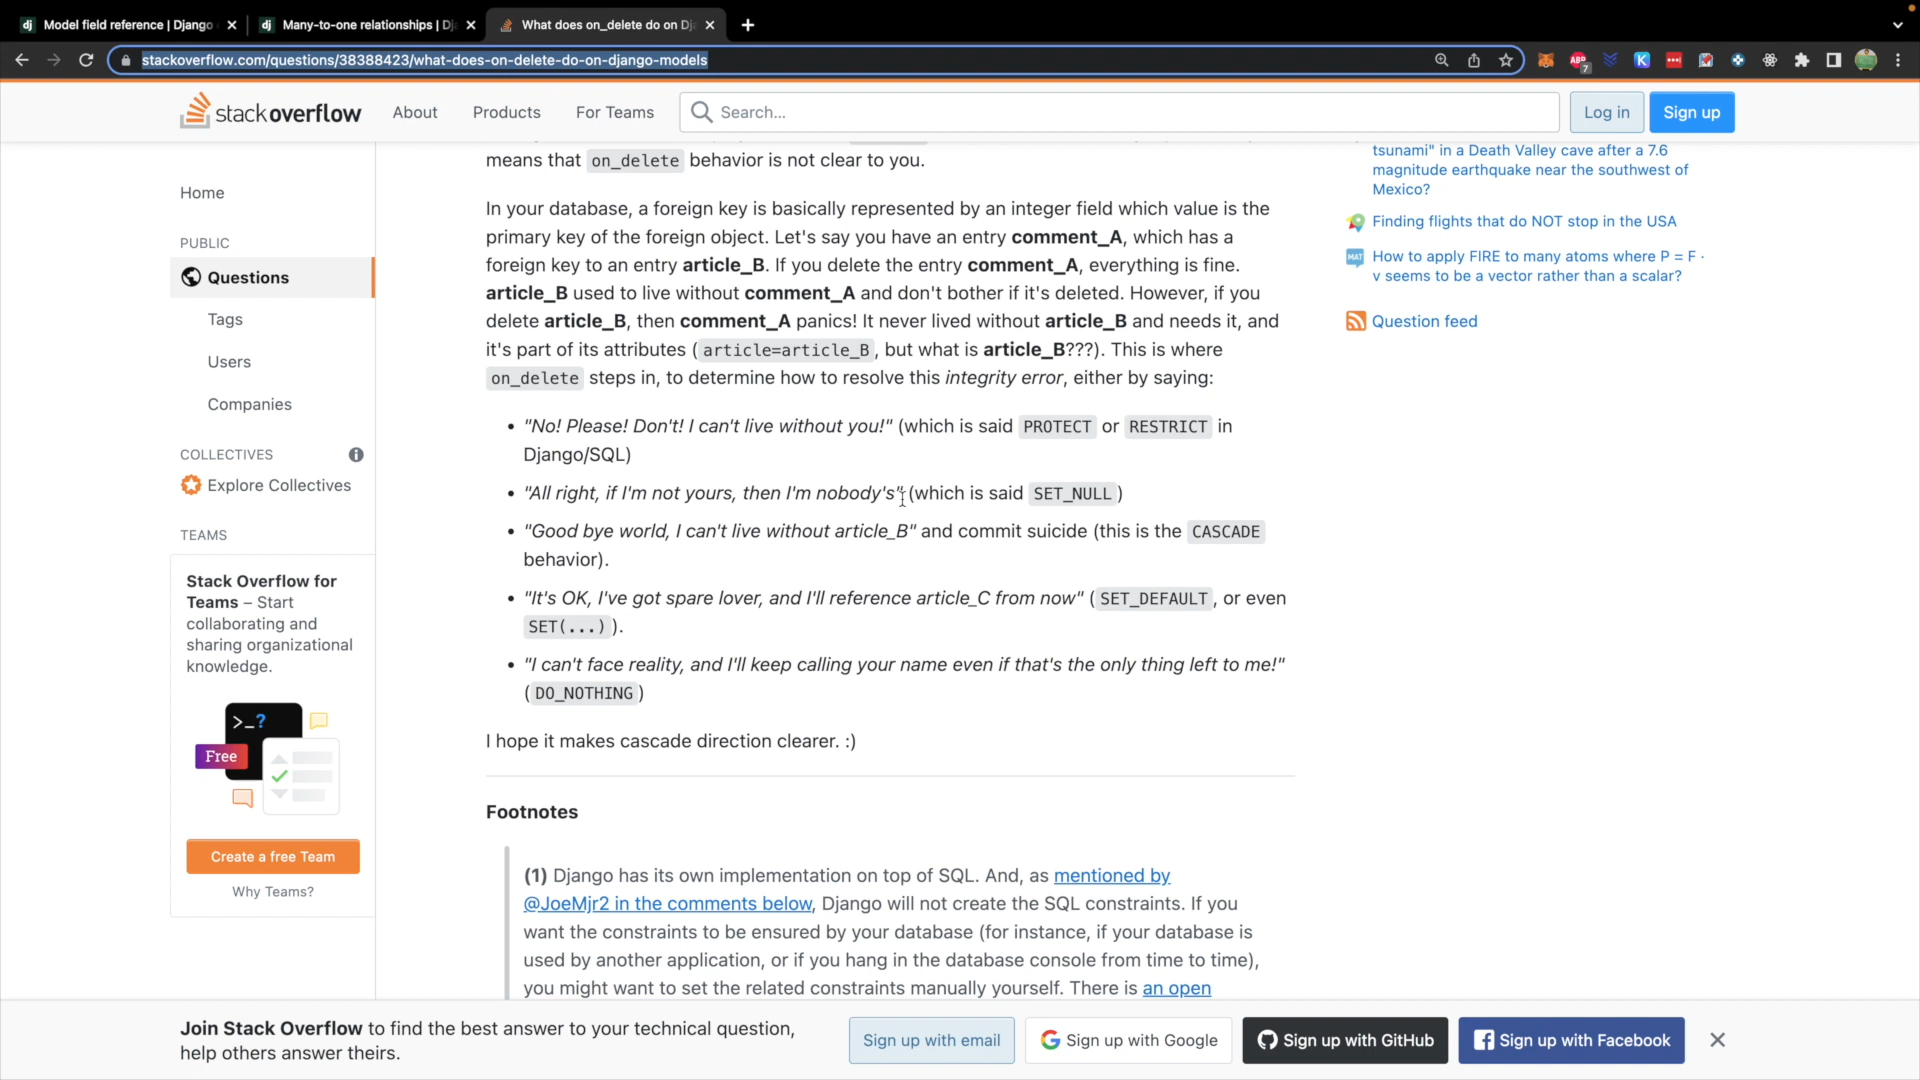 Model field reference | Django
Many-to-one relationships | Dj
What does on_delete do on Dj
stackoverflow.com/questions/38388423/what-does-on-delete-do-on-django-models
ABP
7
K
stackoverflow
About
Products
For Teams
Search...
Log in
Sign up
Home
PUBLIC
Questions
Tags
Users
Companies
COLLECTIVES
Explore Collectives
TEAMS
Stack Overflow for
Teams – Start
collaborating and
sharing organizational
knowledge.
>_?
Free
Create a free Team
Why Teams?
means that on_delete behavior is not clear to you.
In your database, a foreign key is basically represented by an integer field which value is the
primary key of the foreign object. Let's say you have an entry comment_A, which has a
foreign key to an entry article_B. If you delete the entry comment_A, everything is fine.
article_B used to live without comment_A and don't bother if it's deleted. However, if you
delete article_B, then comment_A panics! It never lived without article_B and needs it, and
it's part of its attributes (article=article_B, but what is article_B???). This is where
on_delete steps in, to determine how to resolve this integrity error, either by saying:
• "No! Please! Don't! I can't live without you!" (which is said PROTECT or RESTRICT in
Django/SQL)
• "All right, if I'm not yours, then I'm nobody's" (which is said SET_NULL)
• "Good bye world, I can't live without article_B" and commit suicide (this is the CASCADE
behavior).
• "It's OK, I've got spare lover, and I'll reference article_C from now" (SET_DEFAULT, or even
SET(...)).
• "I can't face reality, and I'll keep calling your name even if that's the only thing left to me!"
(DO_NOTHING)
I hope it makes cascade direction clearer. :)
Footnotes
(1) Django has its own implementation on top of SQL. And, as mentioned by
@JoeMjr2 in the comments below, Django will not create the SQL constraints. If you
want the constraints to be ensured by your database (for instance, if your database is
used by another application, or if you hang in the database console from time to time),
you might want to set the related constraints manually yourself. There is an open
tsunami" in a Death Valley cave after a 7.6
magnitude earthquake near the southwest of
Mexico?
Finding flights that do NOT stop in the USA
How to apply FIRE to many atoms where P = F ·
v seems to be a vector rather than a scalar?
Question feed
Join Stack Overflow to find the best answer to your technical question,
help others answer theirs.
Sign up with email
Sign up with Google
Sign up with GitHub
Sign up with Facebook